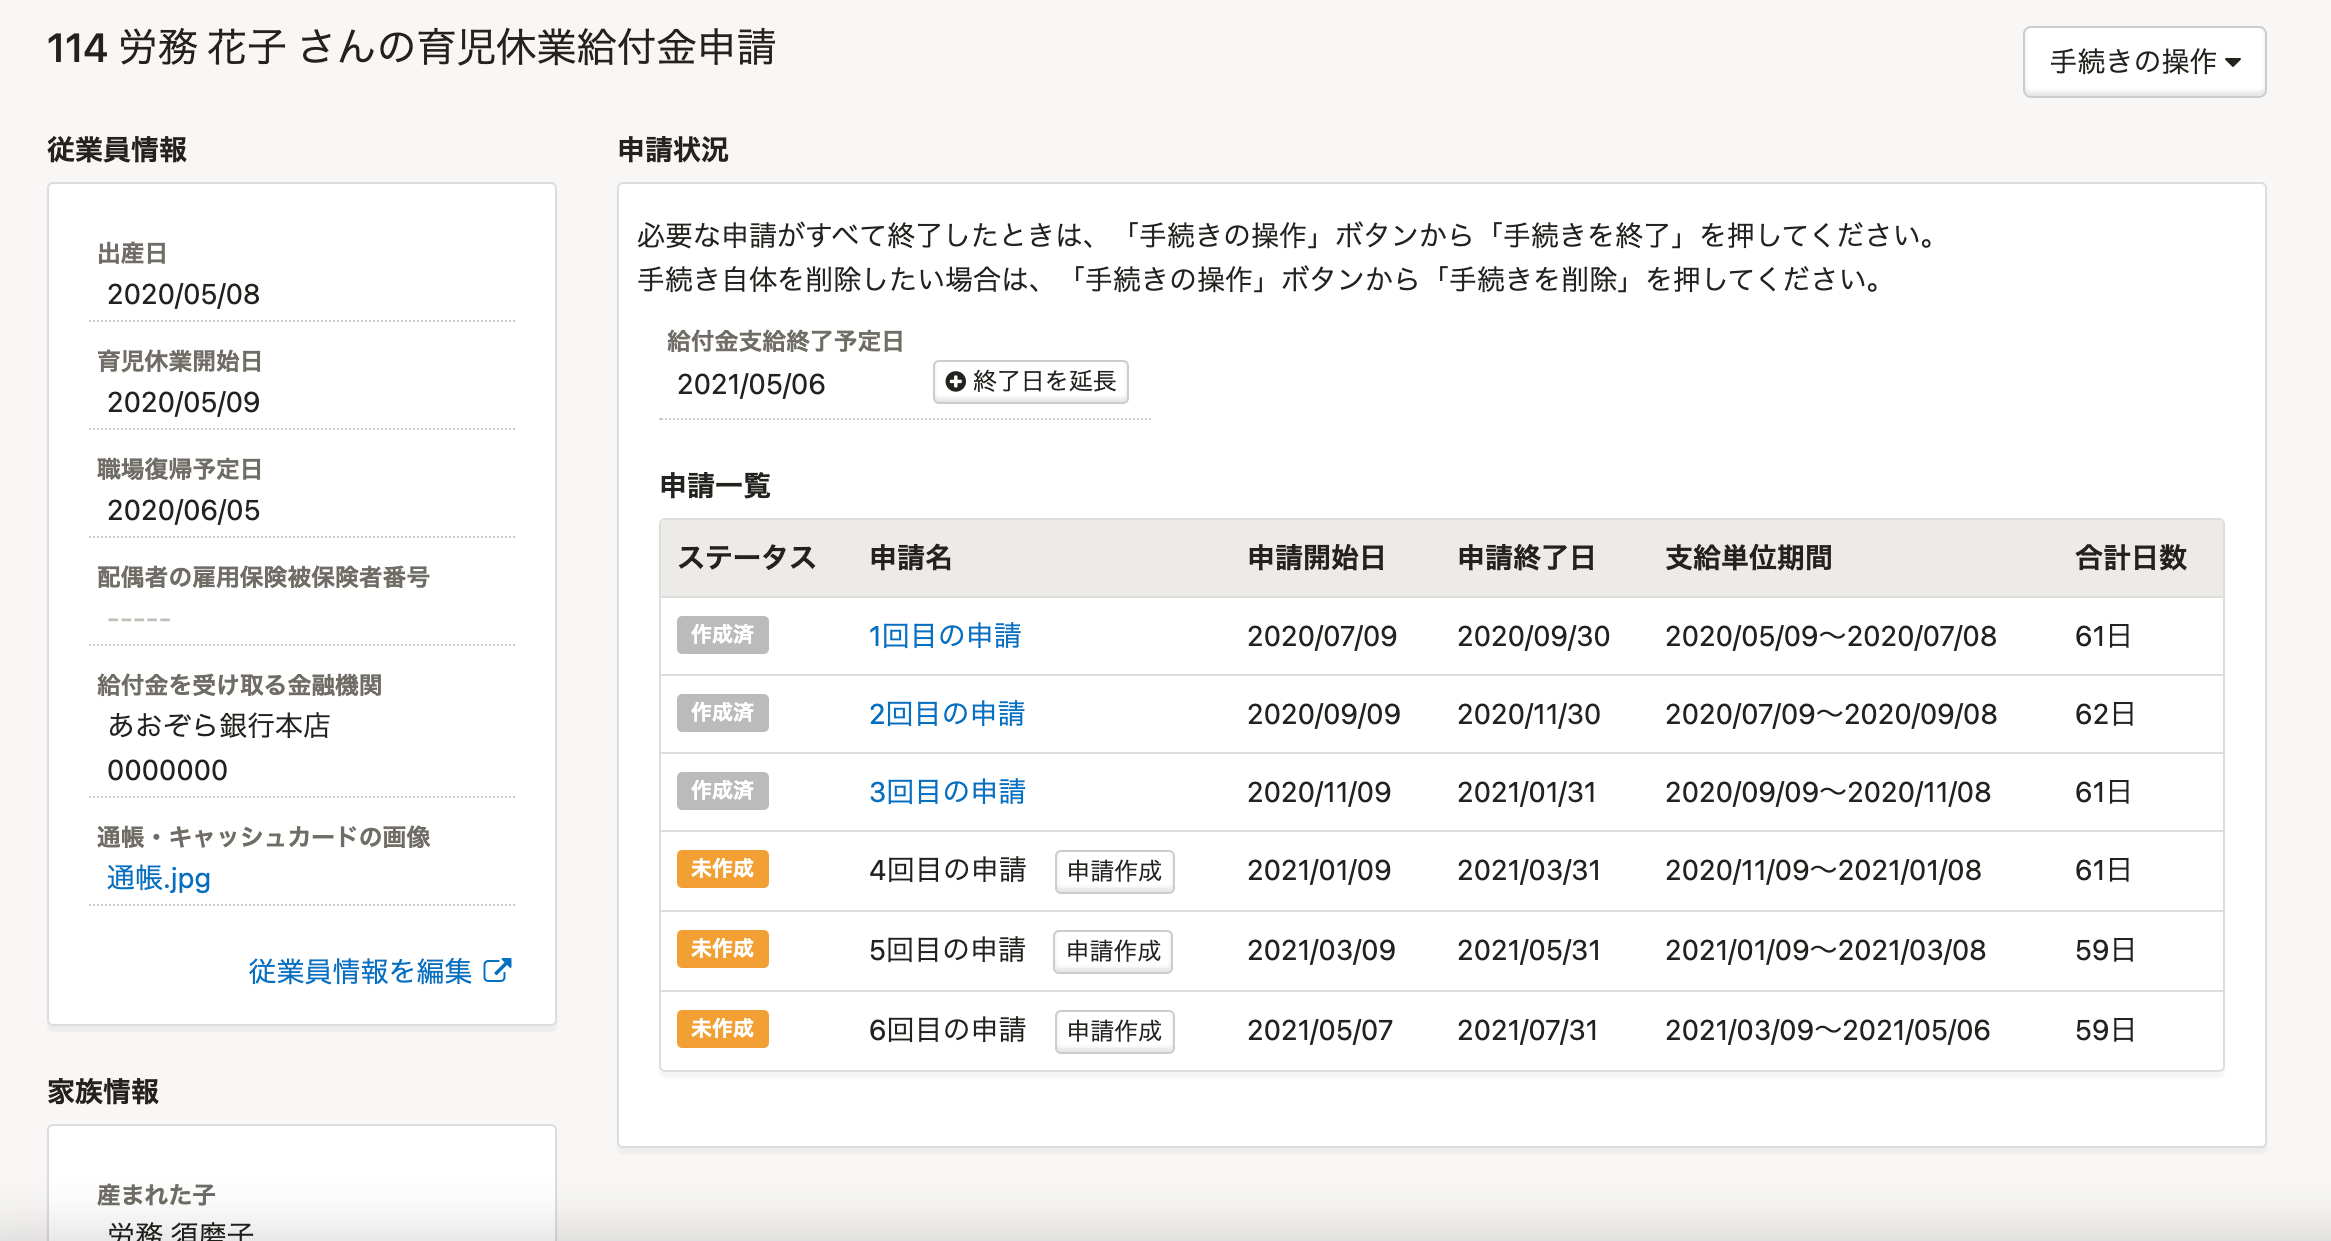 114 労務 花子 さんの育児休業給付金申請
手続きの操作
従業員情報
出産日
2020/05/08
育児休業開始日
2020/05/09
職場復帰予定日
2020/06/05
配偶者の雇用保険被保険者番号
-----
給付金を受け取る金融機関
あおぞら銀行本店
0000000
通帳・キャッシュカードの画像
通帳.jpg
従業員情報を編集
家族情報
産まれた子
労務 須磨子
申請状況
必要な申請がすべて終了したときは、「手続きの操作」ボタンから「手続きを終了」を押してください。
手続き自体を削除したい場合は、「手続きの操作」ボタンから「手続きを削除」を押してください。
給付金支給終了予定日
2021/05/06 終了日を延長
申請一覧
ステータス 申請名 申請開始日 申請終了日 支給単位期間 合計日数
作成済 1回目の申請 2020/07/09 2020/09/30 2020/05/09〜2020/07/08 61日
作成済 2回目の申請 2020/09/09 2020/11/30 2020/07/09〜2020/09/08 62日
作成済 3回目の申請 2020/11/09 2021/01/31 2020/09/09〜2020/11/08 61日
未作成 4回目の申請 申請作成 2021/01/09 2021/03/31 2020/11/09〜2021/01/08 61日
未作成 5回目の申請 申請作成 2021/03/09 2021/05/31 2021/01/09〜2021/03/08 59日
未作成 6回目の申請 申請作成 2021/05/07 2021/07/31 2021/03/09〜2021/05/06 59日